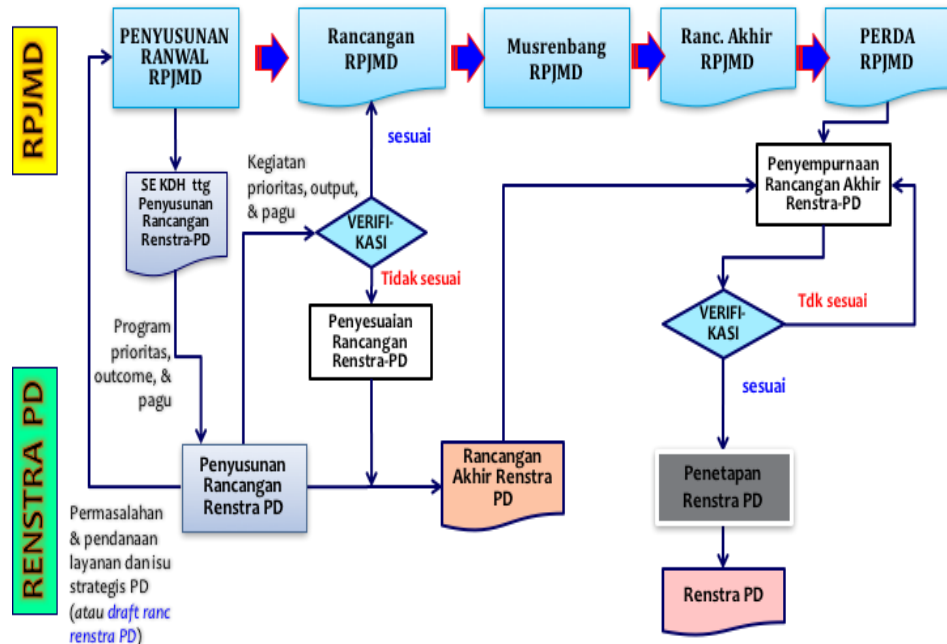 RPJMD
PENYUSUNAN
RANWAL
RPJMD
Rancangan
RPJMD
Musrenbang
RPJMD
Ranc. Akhir
RPJMD
PERDA
RPJMD
sesuai
Kegiatan
prioritas, output,
& pagu
SE KDH ttg
Penyusunan
Rancangan
Renstra-PD
VERIFI-
KASI
Tidak sesuai
Penyesuaian
Rancangan
Renstra-PD
Penyempurnaan
Rancangan Akhir
Renstra-PD
VERIFI-
KASI
Tdk sesuai
sesuai
Program
prioritas,
outcome, &
pagu
RENSTRA PD
Penyusunan
Rancangan
Renstra PD
Rancangan
Akhir Renstra
PD
Penetapan
Renstra PD
Renstra PD
Permasalahan
& pendanaan
layanan dan isu
strategis PD
(atau draft ranc
renstra PD)